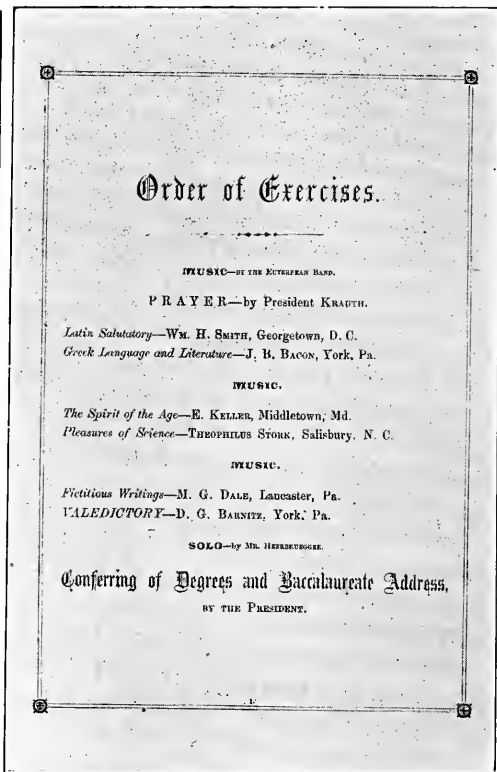 Order of Exercises.
MUSIC—BY THE EUTERPEAN BAND.
PRAYER—by President KRAUTH.
Latin Salutatory—WM. H. SMITH, Georgetown, D. C.
Greek Language and Literature—J. B. BACON, York, Pa.
MUSIC.
The Spirit of the Age—E. KELLER, Middletown, Md.
Pleasures of Science—THEOPHILUS STORK, Salisbury, N. C.
MUSIC.
Fictitious Writings—M. G. DALE, Lancaster, Pa.
VALEDICTORY—D. G. BARNITZ, York, Pa.
SOLO—BY MR.
Conferring of Degrees and Baccalaureate Address,
BY THE PRESIDENT.